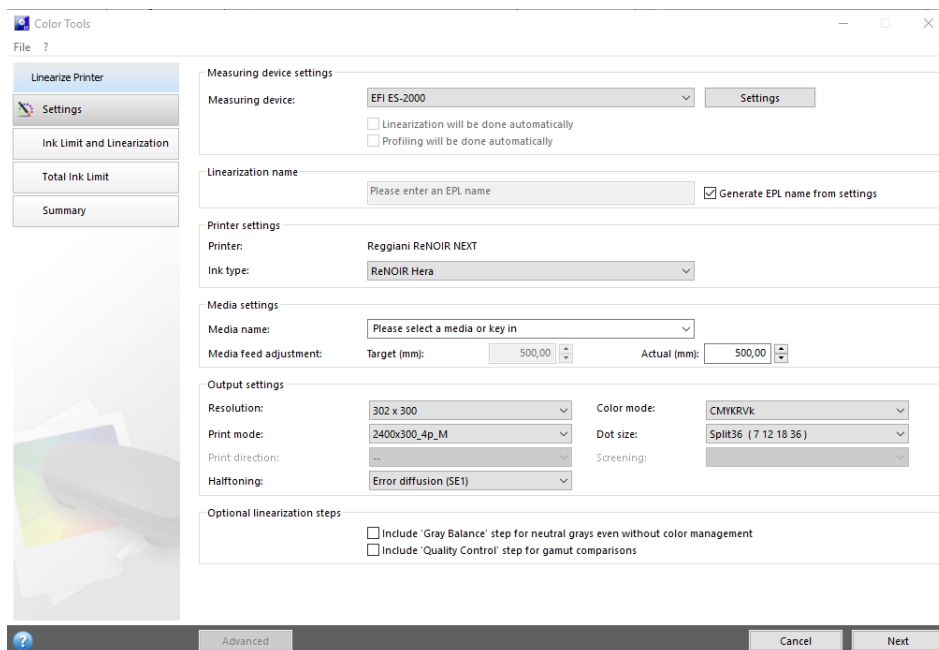 Color Tools
File ?
Linearize Printer
Settings
Ink Limit and Linearization
Total Ink Limit
Summary
Measuring device settings
Measuring device: EFI ES-2000 Settings
Linearization will be done automatically
Profiling will be done automatically
Linearization name
Please enter an EPL name Generate EPL name from settings
Printer settings
Printer: Reggiani ReNOIR NEXT
Ink type: ReNOIR Hera
Media settings
Media name: Please select a media or key in
Media feed adjustment: Target (mm): 500,00 Actual (mm): 500,00
Output settings
Resolution: 302 x 300 Color mode: CMYKRVk
Print mode: 2400x300_4p_M Dot size: Split36 ( 7 12 18 36 )
Print direction: -- Screening:
Halftoning: Error diffusion (SE1)
Optional linearization steps
Include 'Gray Balance' step for neutral grays even without color management
Include 'Quality Control' step for gamut comparisons
? Advanced Cancel Next